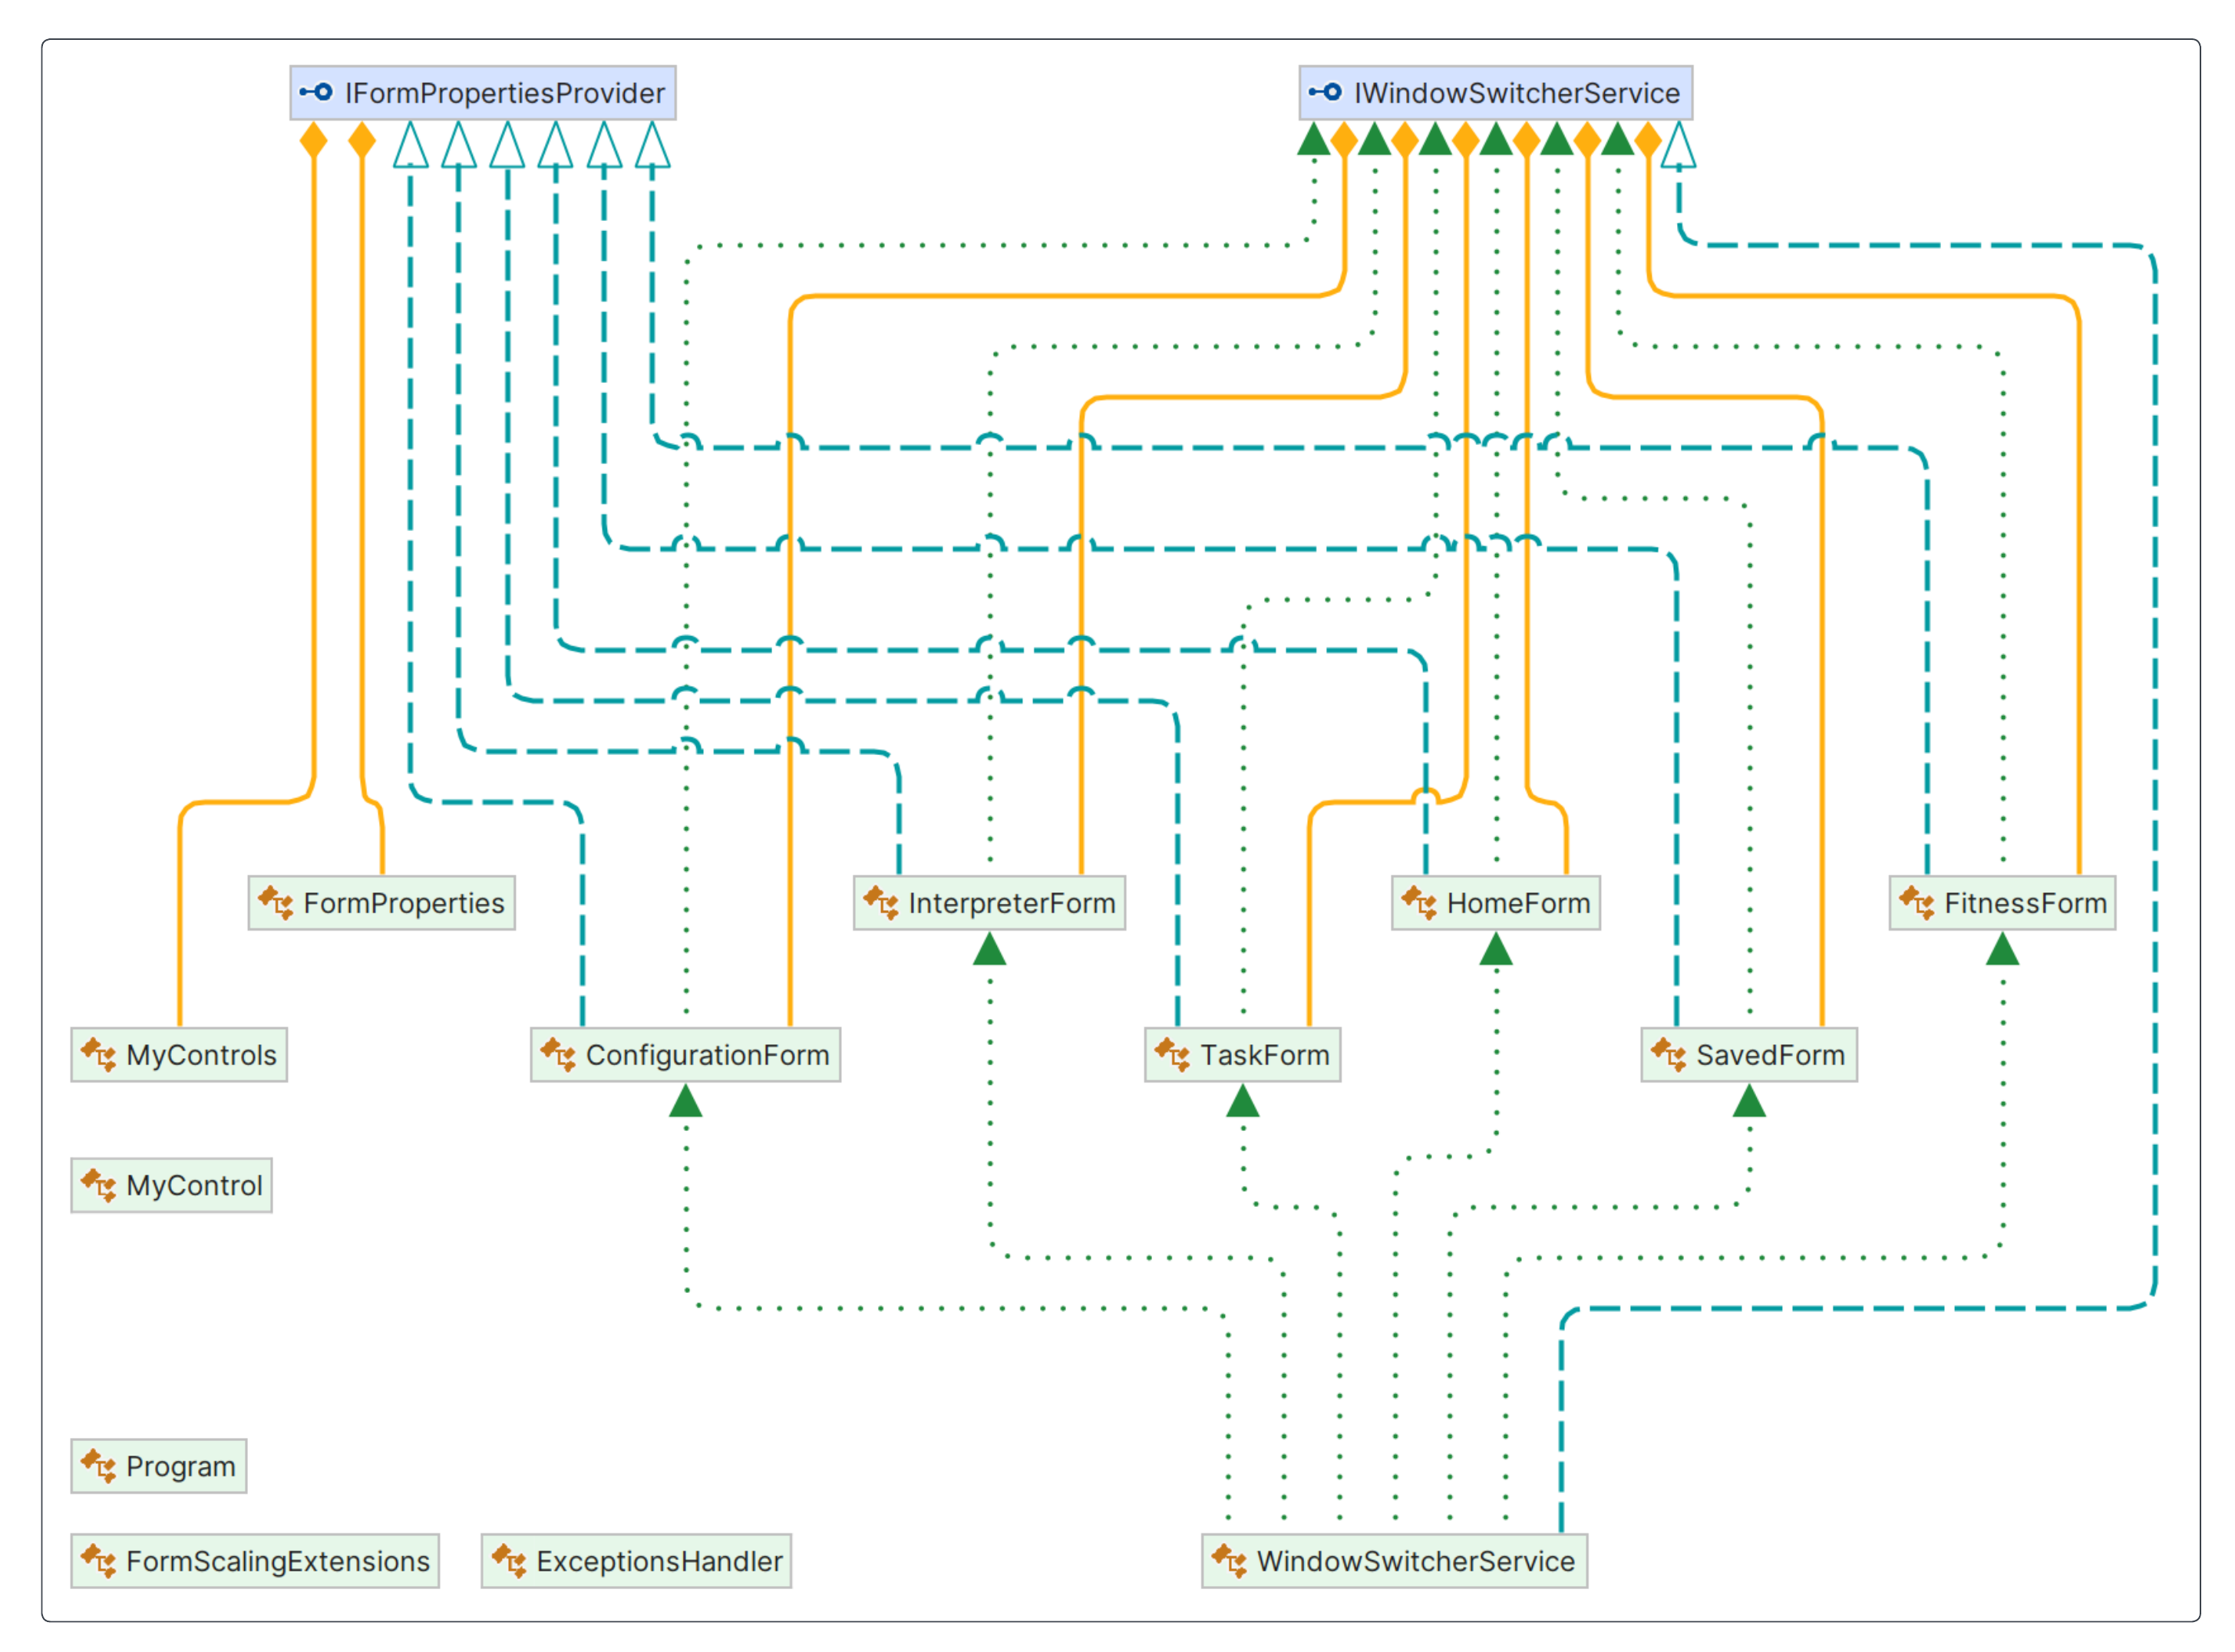 IFormPropertiesProvider
IWindowSwitcherService
FormProperties
InterpreterForm
HomeForm
FitnessForm
MyControls
ConfigurationForm
TaskForm
SavedForm
MyControl
Program
FormScalingExtensions
ExceptionsHandler
WindowSwitcherService